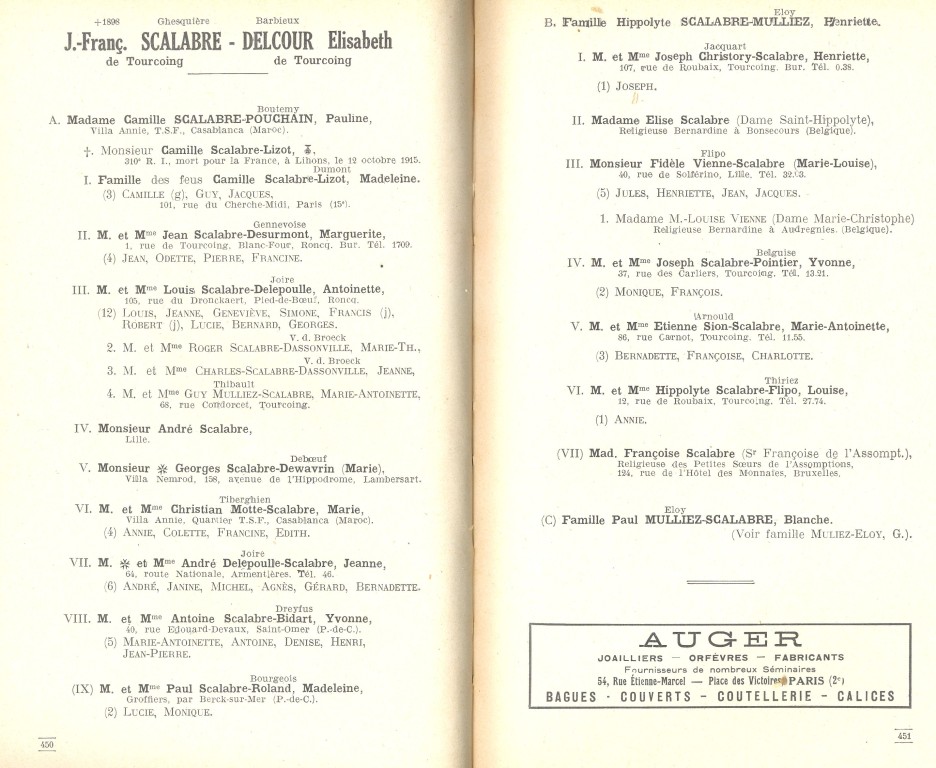 +1898 Ghesquière Barbieux
J.-Franç. SCALABRE - DELCOUR Elisabeth
de Tourcoing de Tourcoing
Boutemy
A. Madame Camille SCALABRE-POUCHAIN, Pauline,
Villa Annie, T.S.F., Casablanca (Maroc).
†. Monsieur Camille Scalabre-Lizot,
310e R. I., mort pour la France, à Lihons, le 12 octobre 1915.
Dumont
I. Famille des feus Camille Scalabre-Lizot, Madeleine.
(3) CAMILLE (g), GUY, JACQUES,
101, rue du Cherche-Midi, Paris (15e).
Gennevoise
II. M. et Mme Jean Scalabre-Desurmont, Marguerite,
1, rue de Tourcoing, Blanc-Four, Roncq. Bur. Tél. 1709.
(4) JEAN, ODETTE, PIERRE, FRANCINE.
Joire
III. M. et Mme Louis Scalabre-Delepoulle, Antoinette,
105, rue du Dronckaert, Pied-de-Bœuf, Roncq.
(12) LOUIS, JEANNE, GENEVIÈVE, SIMONE, FRANCIS (j),
ROBERT (j), LUCIE, BERNARD, GEORGES.
V. d. Broeck
2. M. et Mme ROGER SCALABRE-DASSONVILLE, MARIE-TH.,
V. d. Broeck
3. M. et Mme CHARLES-SCALABRE-DASSONVILLE, JEANNE,
Thibault
4. M. et Mme GUY MULLIEZ-SCALABRE, MARIE-ANTOINETTE,
68, rue Condorcet, Tourcoing.
IV. Monsieur André Scalabre,
Lille.
Debœuf
V. Monsieur ✻ Georges Scalabre-Dewavrin (Marie),
Villa Nemrod, 158, avenue de l'Hippodrome, Lambersart.
Tiberghien
VI. M. et Mme Christian Motte-Scalabre, Marie,
Villa Annie, Quartier T.S.F., Casablanca (Maroc).
(4) ANNIE, COLETTE, FRANCINE, EDITH.
Joire
VII. M. ✻ et Mme André Delepoulle-Scalabre, Jeanne,
64, route Nationale, Armentières. Tél. 46.
(6) ANDRÉ, JANINE, MICHEL, AGNÈS, GÉRARD, BERNADETTE.
Dreyfus
VIII. M. et Mme Antoine Scalabre-Bidart, Yvonne,
40, rue Edouard-Devaux, Saint-Omer (P.-de-C.).
(5) MARIE-ANTOINETTE, ANTOINE, DENISE, HENRI,
JEAN-PIERRE.
Bourgeois
(IX) M. et Mme Paul Scalabre-Roland, Madeleine,
Groffliers, par Berck-sur-Mer (P.-de-C.).
(2) LUCIE, MONIQUE.
450
Eloy
B. Famille Hippolyte SCALABRE-MULLIEZ, Henriette.
Jacquart
I. M. et Mme Joseph Christory-Scalabre, Henriette,
107, rue de Roubaix, Tourcoing. Bur. Tél. 0.38.
(1) JOSEPH.
II. Madame Elise Scalabre (Dame Saint-Hippolyte),
Religieuse Bernardine à Bonsecours (Belgique).
Flipo
III. Monsieur Fidèle Vienne-Scalabre (Marie-Louise),
40, rue de Solférino, Lille. Tél.
(5) JULES, HENRIETTE, JEAN, JACQUES.
1. Madame M.-LOUISE VIENNE (Dame Marie-Christophe)
Religieuse Bernardine à Audregnies (Belgique).
Belguise
IV. M. et Mme Joseph Scalabre-Pointier, Yvonne,
37, rue des Carliers, Tourcoing. Tél. 13.21.
(2) MONIQUE, FRANÇOIS.
Arnould
V. M. et Mme Etienne Sion-Scalabre, Marie-Antoinette,
86, rue Carnot, Tourcoing. Tél. 11.55.
(3) BERNADETTE, FRANÇOISE, CHARLOTTE.
Thiriez
VI. M. et Mme Hippolyte Scalabre-Flipo, Louise,
12, rue de Roubaix, Tourcoing. Tél. 27.74.
(1) ANNIE.
(VII) Mad. Françoise Scalabre (Sr Françoise de l'Assompt.),
Religieuse des Petites Sœurs de l'Assomptions,
124, rue de l'Hôtel des Monnaies, Bruxelles.
Eloy
(C) Famille Paul MULLIEZ-SCALABRE, Blanche.
(Voir famille MULIEZ-ELOY, G.).
AUGER
JOAILLIERS — ORFÈVRES — FABRICANTS
Fournisseurs de nombreux Séminaires
54, Rue Étienne-Marcel — Place des Victoires PARIS (2e)
BAGUES - COUVERTS - COUTELLERIE - CALICES
451